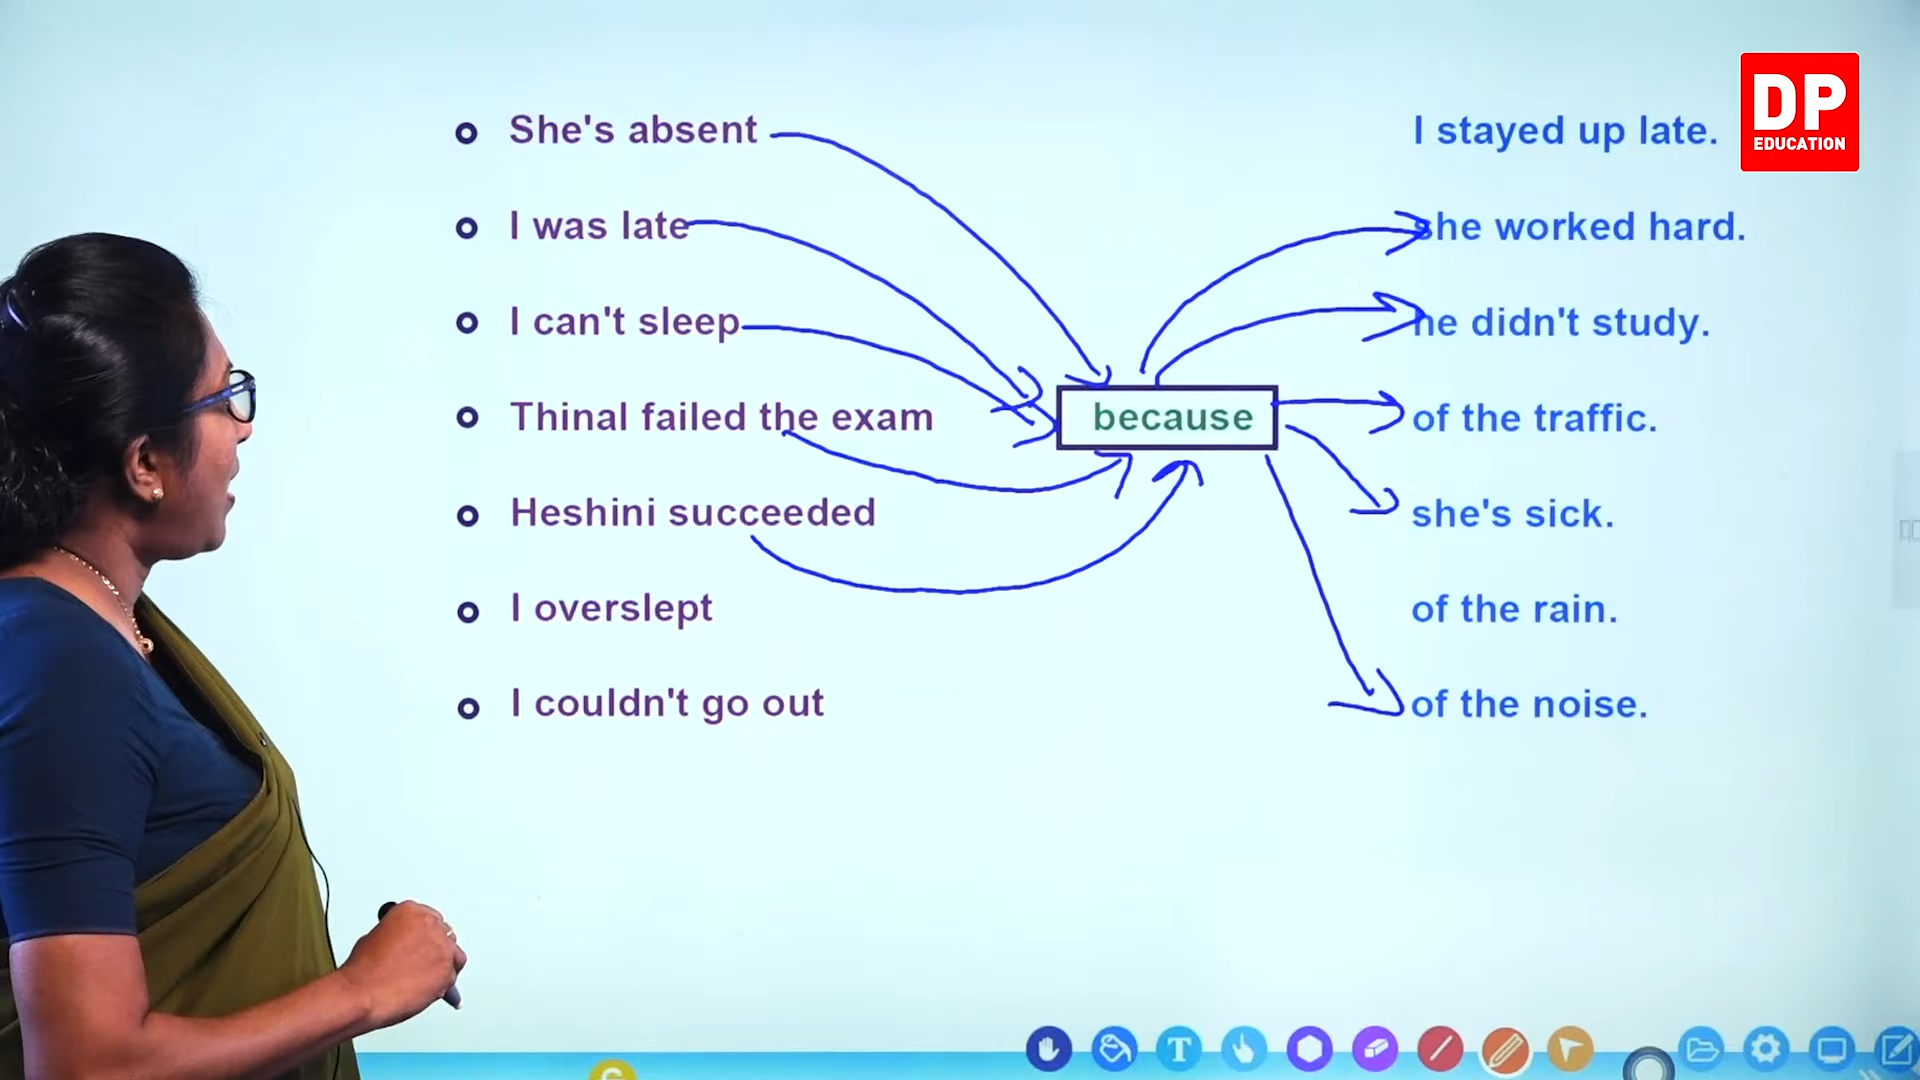 She's absent
I was late
I can't sleep
Thinal failed the exam
Heshini succeeded
I overslept
I couldn't go out
because
I stayed up late.
she worked hard.
he didn't study.
of the traffic.
she's sick.
of the rain.
of the noise.
DP
EDUCATION
T